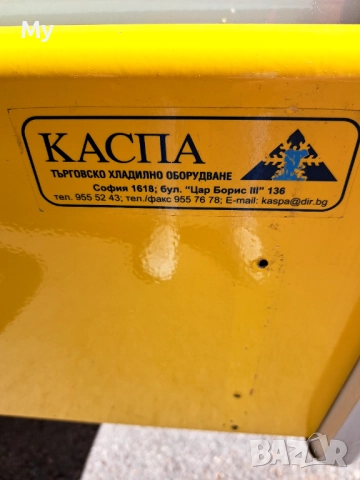 My
КАСПА
ТЪРГОВСКО ХЛАДИЛНО ОБОРУДВАНЕ
София 1618; бул. "Цар Борис III" 136
тел. 955 52 43; тел./факс 955 76 78; E-mail: kaspa@dir.bg
bazar